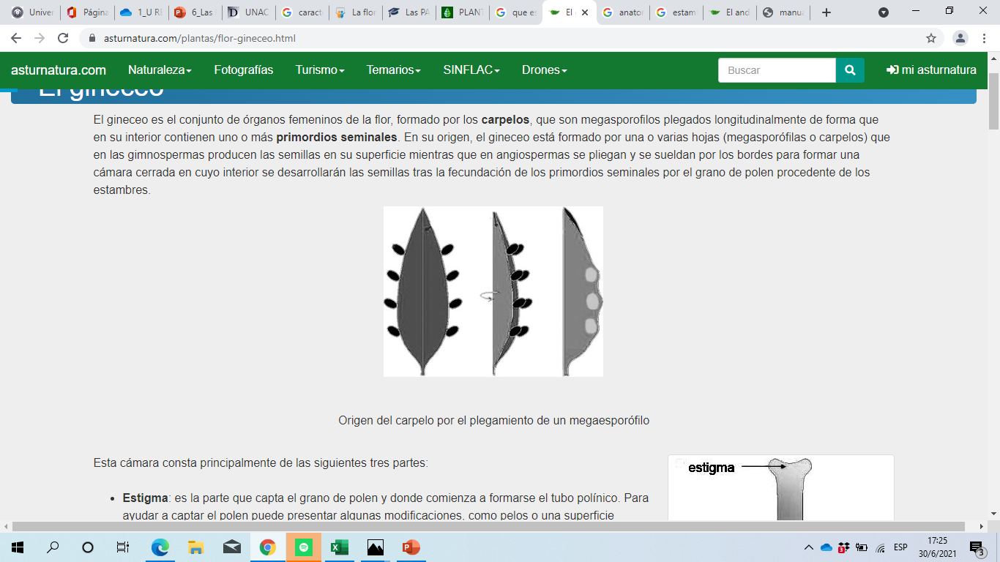 Univer
Página
1_U RE
6_Las
UNAC
caract
La flor
Las PA
PLANT
que es
El
anator
estam
El and
manua
asturnatura.com/plantas/flor-gineceo.html
asturnatura.com
Naturaleza
Fotografías
Turismo
Temarios
SINFLAC
Drones
Buscar
mi asturnatura
El gineceo
El gineceo es el conjunto de órganos femeninos de la flor, formado por los carpelos, que son megasporofilos plegados longitudinalmente de forma que
en su interior contienen uno o más primordios seminales. En su origen, el gineceo está formado por una o varias hojas (megasporófilas o carpelos) que
en las gimnospermas producen las semillas en su superficie mientras que en angiospermas se pliegan y se sueldan por los bordes para formar una
cámara cerrada en cuyo interior se desarrollarán las semillas tras la fecundación de los primordios seminales por el grano de polen procedente de los
estambres.
Origen del carpelo por el plegamiento de un megaesporófilo
Esta cámara consta principalmente de las siguientes tres partes:
• Estigma: es la parte que capta el grano de polen y donde comienza a formarse el tubo polínico. Para
ayudar a captar el polen puede presentar algunas modificaciones, como pelos o una superficie
estigma
ESP
17:25
30/6/2021
3